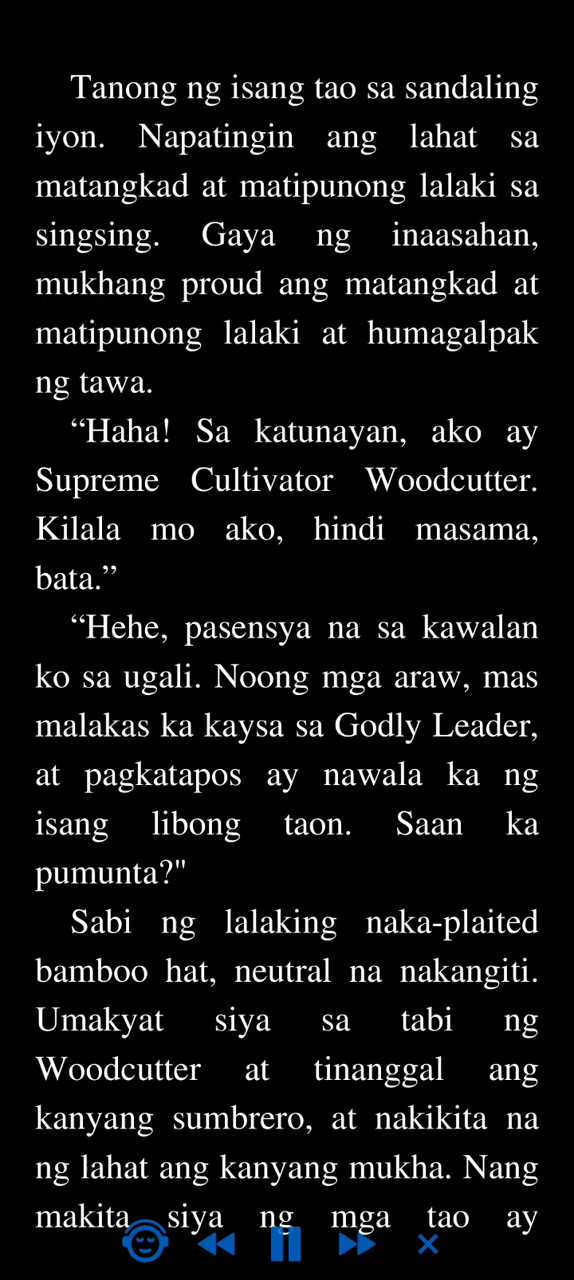 Tanong ng isang tao sa sandaling
iyon. Napatingin ang lahat sa
matangkad at matipunong lalaki sa
singsing. Gaya ng inaasahan,
mukhang proud ang matangkad at
matipunong lalaki at humagalpak
ng tawa.
“Haha! Sa katunayan, ako ay
Supreme Cultivator Woodcutter.
Kilala mo ako, hindi masama,
bata.”
“Hehe, pasensya na sa kawalan
ko sa ugali. Noong mga araw, mas
malakas ka kaysa sa Godly Leader,
at pagkatapos ay nawala ka ng
isang libong taon. Saan ka
pumunta?"
Sabi ng lalaking naka-plaited
bamboo hat, neutral na nakangiti.
Umakyat siya sa tabi ng
Woodcutter at tinanggal ang
kanyang sumbrero, at nakikita na
ng lahat ang kanyang mukha. Nang
makita siya ng mga tao ay